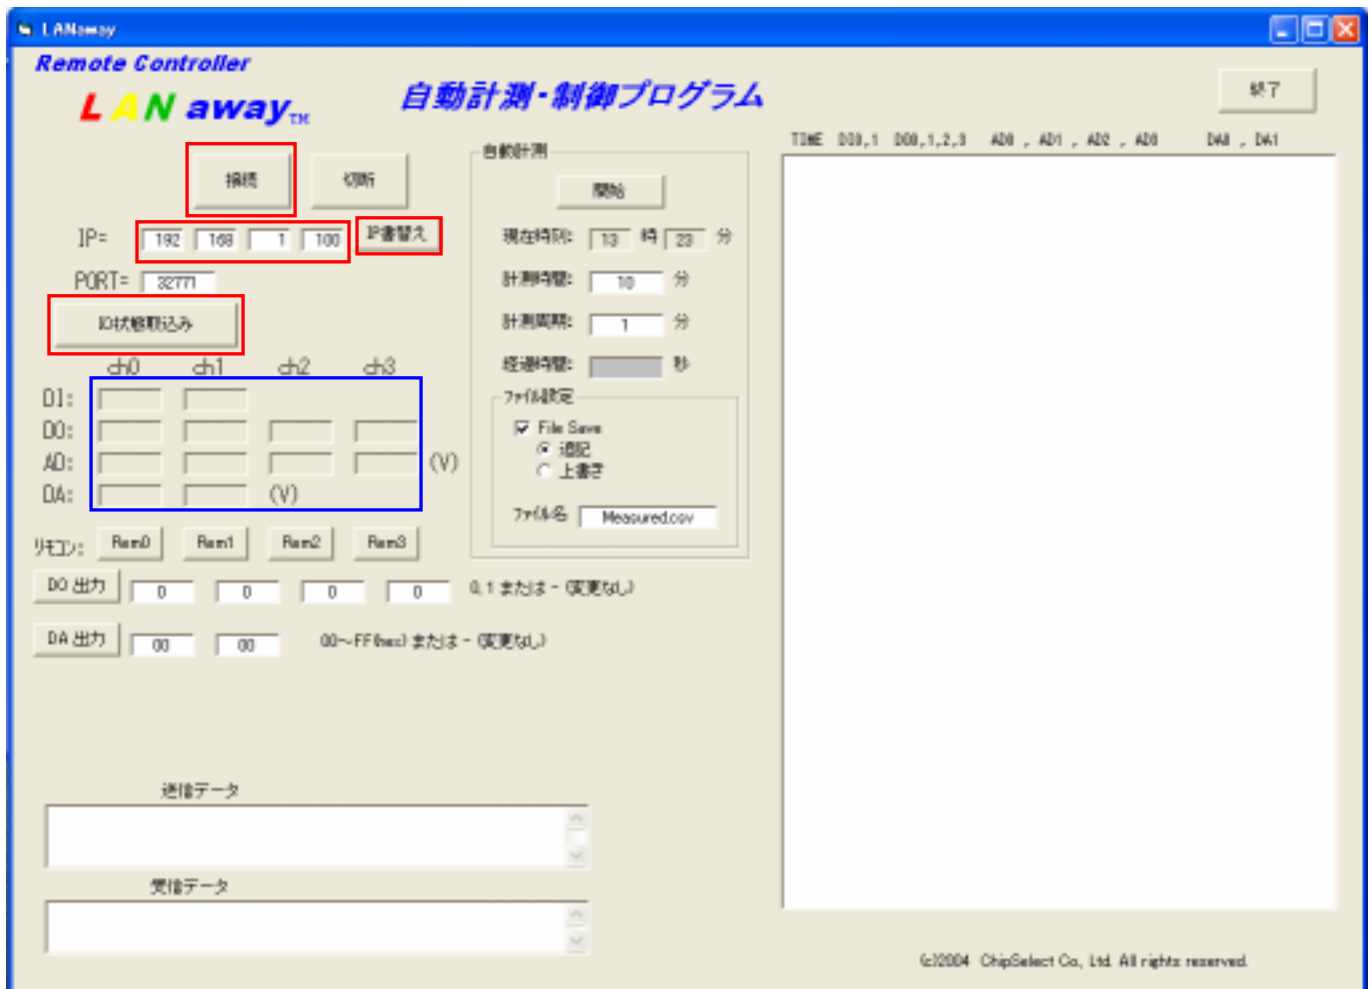 LANaway
Remote Controller
LAN away TM
自動計測・制御プログラム
終了
接続
切断
IP= 192 168 1 100 IP書替え
PORT= 32771
IO状態取込み
ch0 ch1 ch2 ch3
DI:
DO:
AD: (V)
DA: (V)
リモコン: Rem0 Rem1 Rem2 Rem3
DO 出力 0 0 0 0 0,1 または - (変更なし)
DA 出力 00 00 00～FF(hex) または - (変更なし)
自動計測
開始
現在時刻: 13 時 23 分
計測時間: 10 分
計測周期: 1 分
経過時間: 秒
ファイル設定
File Save
追記
上書き
ファイル名 Measured.csv
TIME DI0,1 DO0,1,2,3 AD0 , AD1 , AD2 , AD3 DA0 , DA1
送信データ
受信データ
(c)2004 ChipSelect Co., Ltd. All rights reserved.